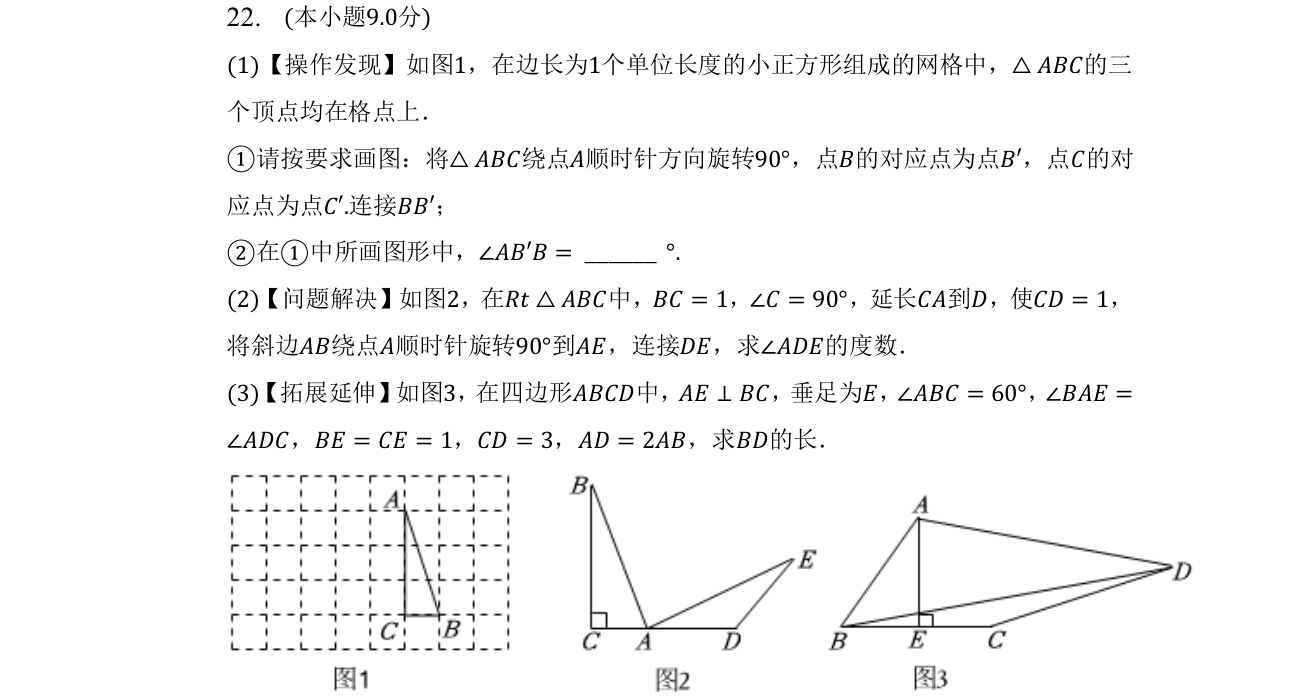 22. (本小题9.0分)
(1)【操作发现】如图1，在边长为1个单位长度的小正方形组成的网格中，△ABC的三
个顶点均在格点上．
①请按要求画图：将△ABC绕点A顺时针方向旋转90°，点B的对应点为点B′，点C的对
应点为点C′.连接BB′；
②在①中所画图形中，∠AB′B = ______ °.
(2)【问题解决】如图2，在Rt△ABC中，BC = 1，∠C = 90°，延长CA到D，使CD = 1，
将斜边AB绕点A顺时针旋转90°到AE，连接DE，求∠ADE的度数．
(3)【拓展延伸】如图3，在四边形ABCD中，AE ⊥ BC，垂足为E，∠ABC = 60°，∠BAE =
∠ADC，BE = CE = 1，CD = 3，AD = 2AB，求BD的长．
A
C B
图1
B
E
C A D
图2
A
D
B E C
图3